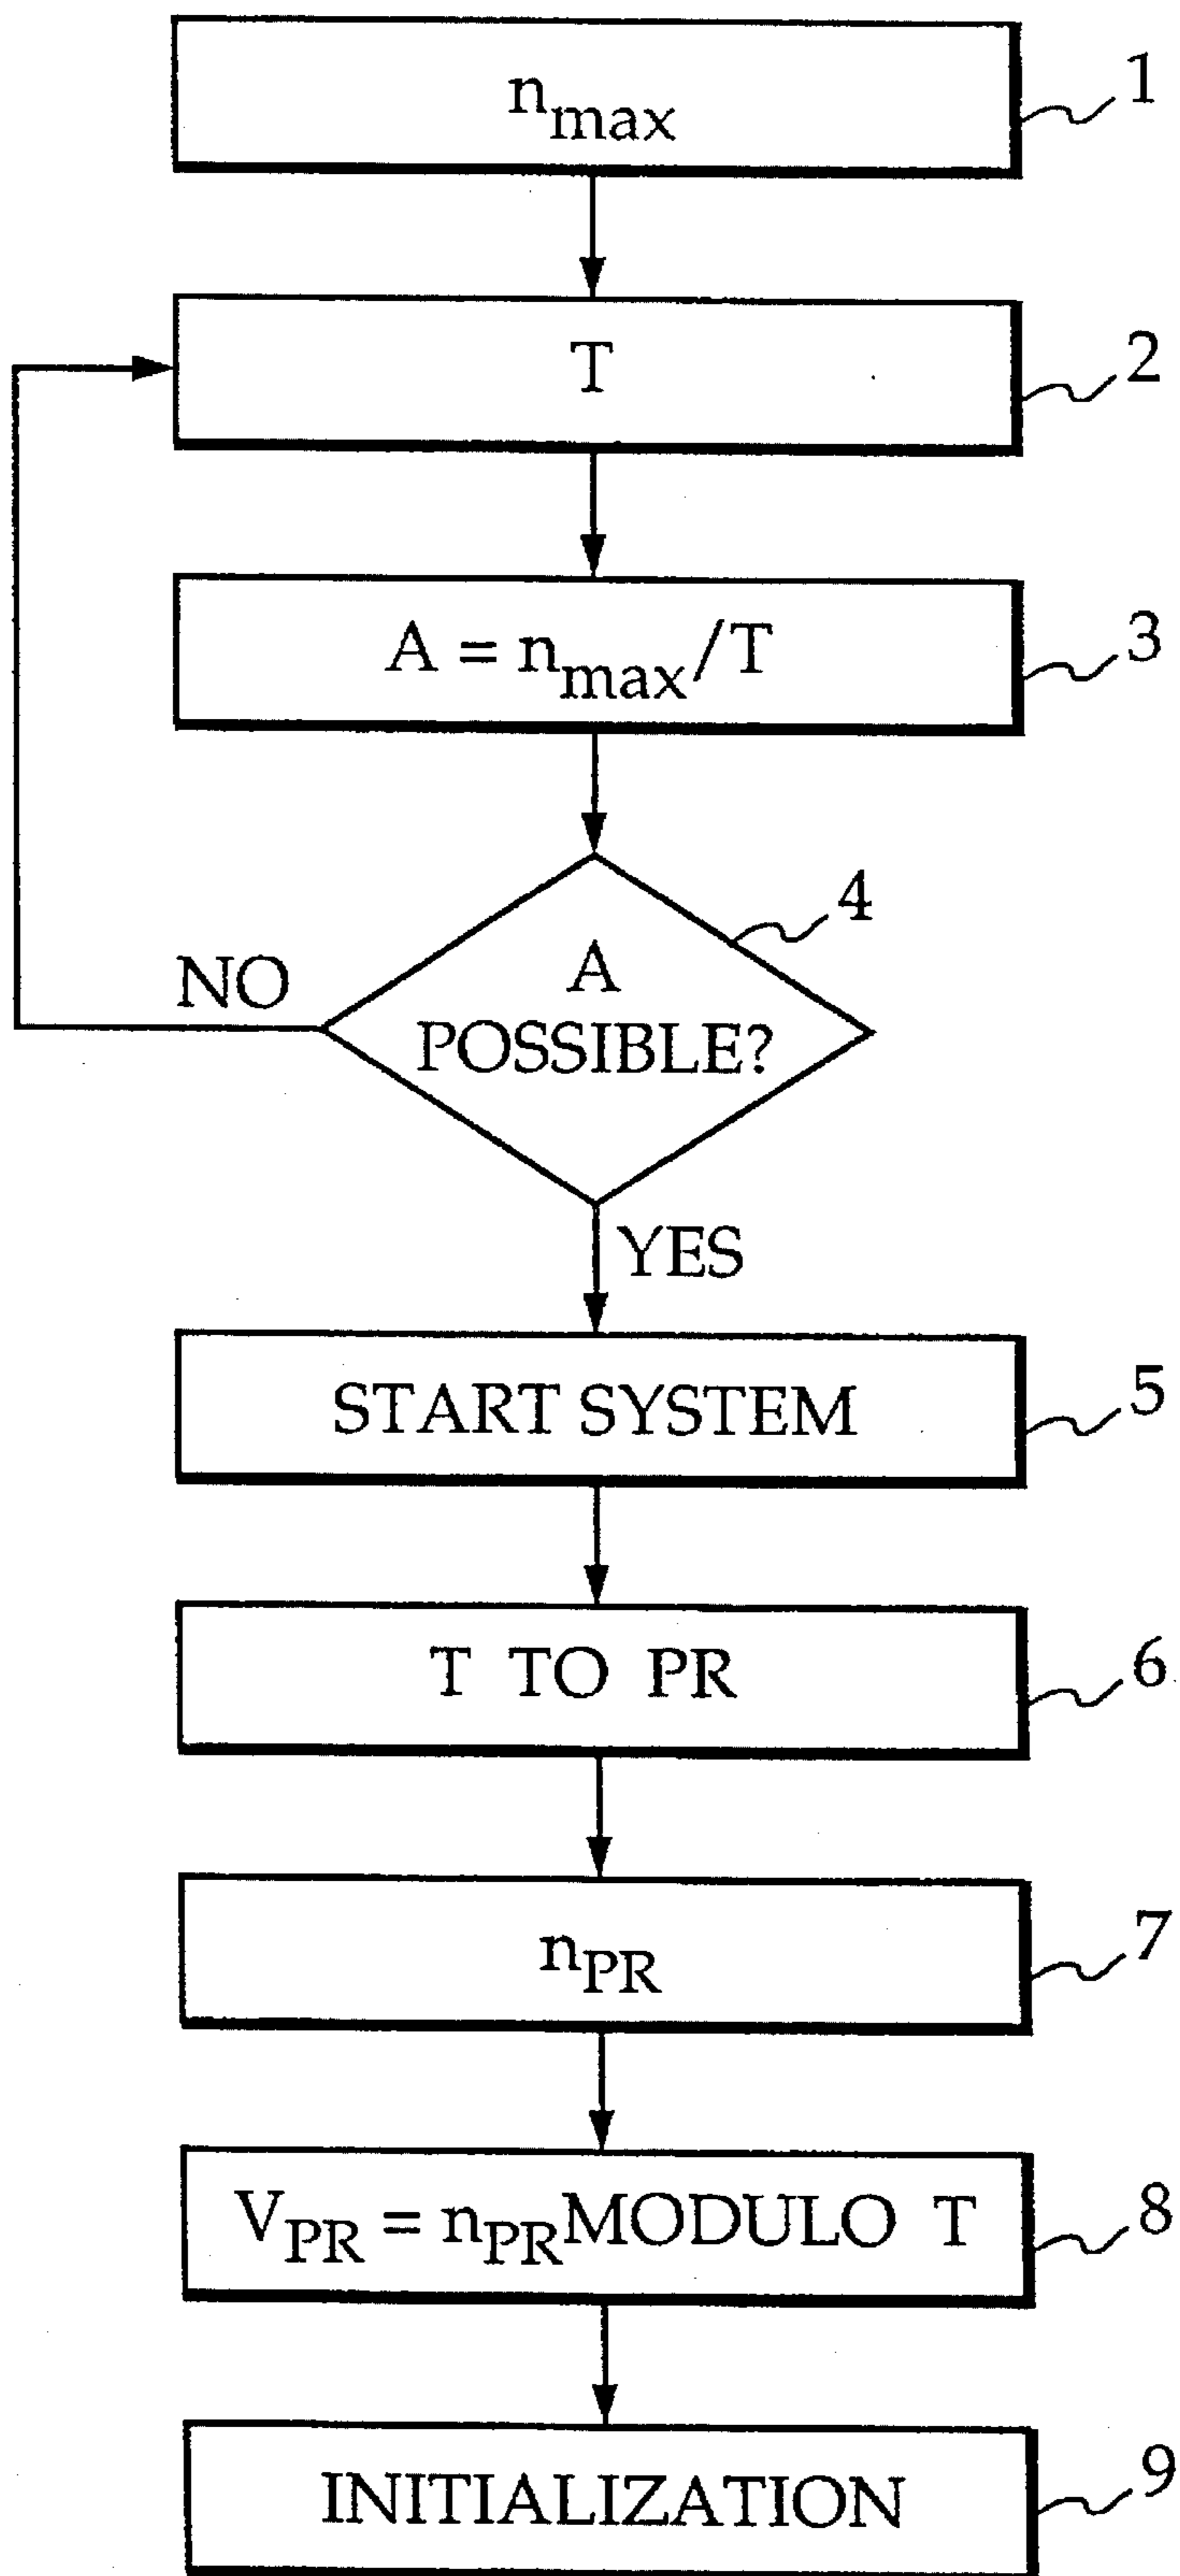 n_max
1
T
2
A = n_max/T
3
4
A
POSSIBLE?
NO
YES
START SYSTEM
5
T TO PR
6
n_PR
7
V_PR = n_PR MODULO T
8
INITIALIZATION
9